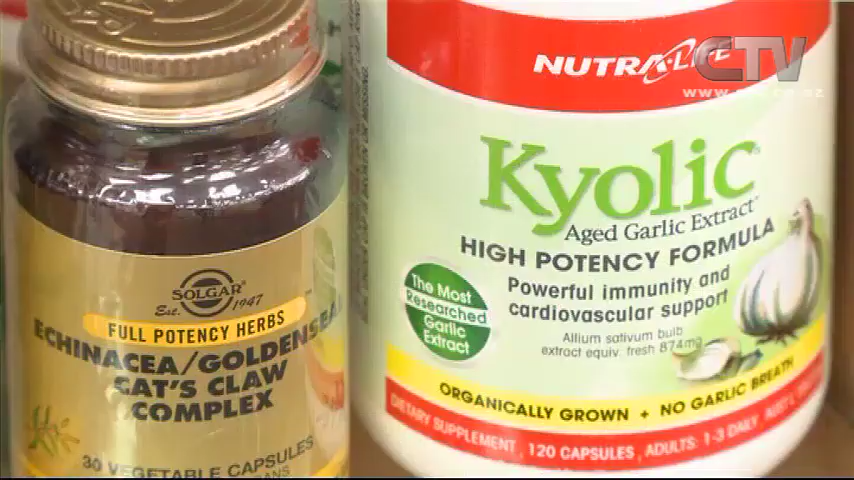 SOLGAR
Est. 1947
FULL POTENCY HERBS
ECHINACEA/GOLDENSEAL
CAT'S CLAW
COMPLEX
30 VEGETABLE CAPSULES
NUTRA-LIFE
CTV
Kyolic
Aged Garlic Extract™
HIGH POTENCY FORMULA
Powerful immunity and
cardiovascular support
The Most
Researched
Garlic
Extract
Allium sativum bulb
extract equiv. fresh 874mg
ORGANICALLY GROWN + NO GARLIC BREATH
DIETARY SUPPLEMENT, 120 CAPSULES, ADULTS: 1-3 DAILY,